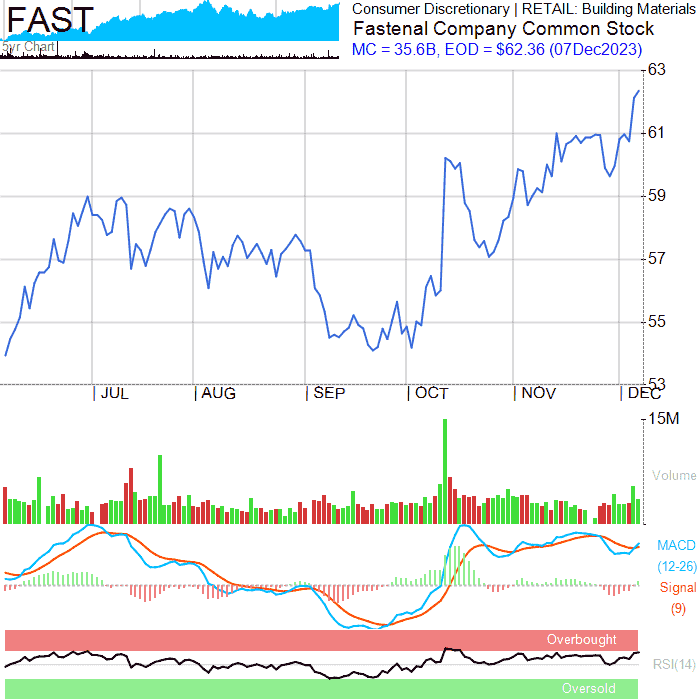 FAST
5yr Chart
Consumer Discretionary | RETAIL: Building Materials
Fastenal Company Common Stock
MC = 35.6B, EOD = $62.36 (07Dec2023)
63
61
59
57
55
53
JUL
AUG
SEP
OCT
NOV
DEC
15M
Volume
MACD
(12-26)
Signal
(9)
Overbought
RSI(14)
Oversold